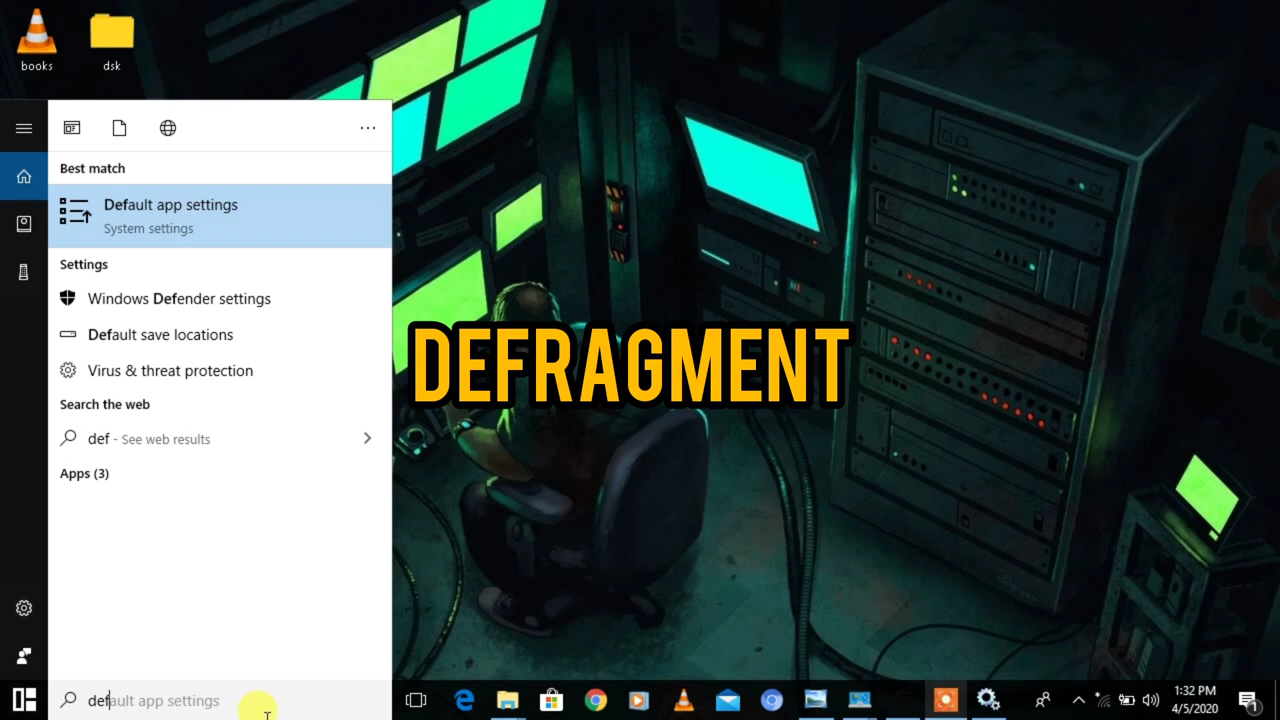 books
dsk
Best match
Default app settings
System settings
Settings
Windows Defender settings
Default save locations
Virus & threat protection
Search the web
def - See web results
Apps (3)
default app settings
DEFRAGMENT
1:32 PM
4/5/2020
1